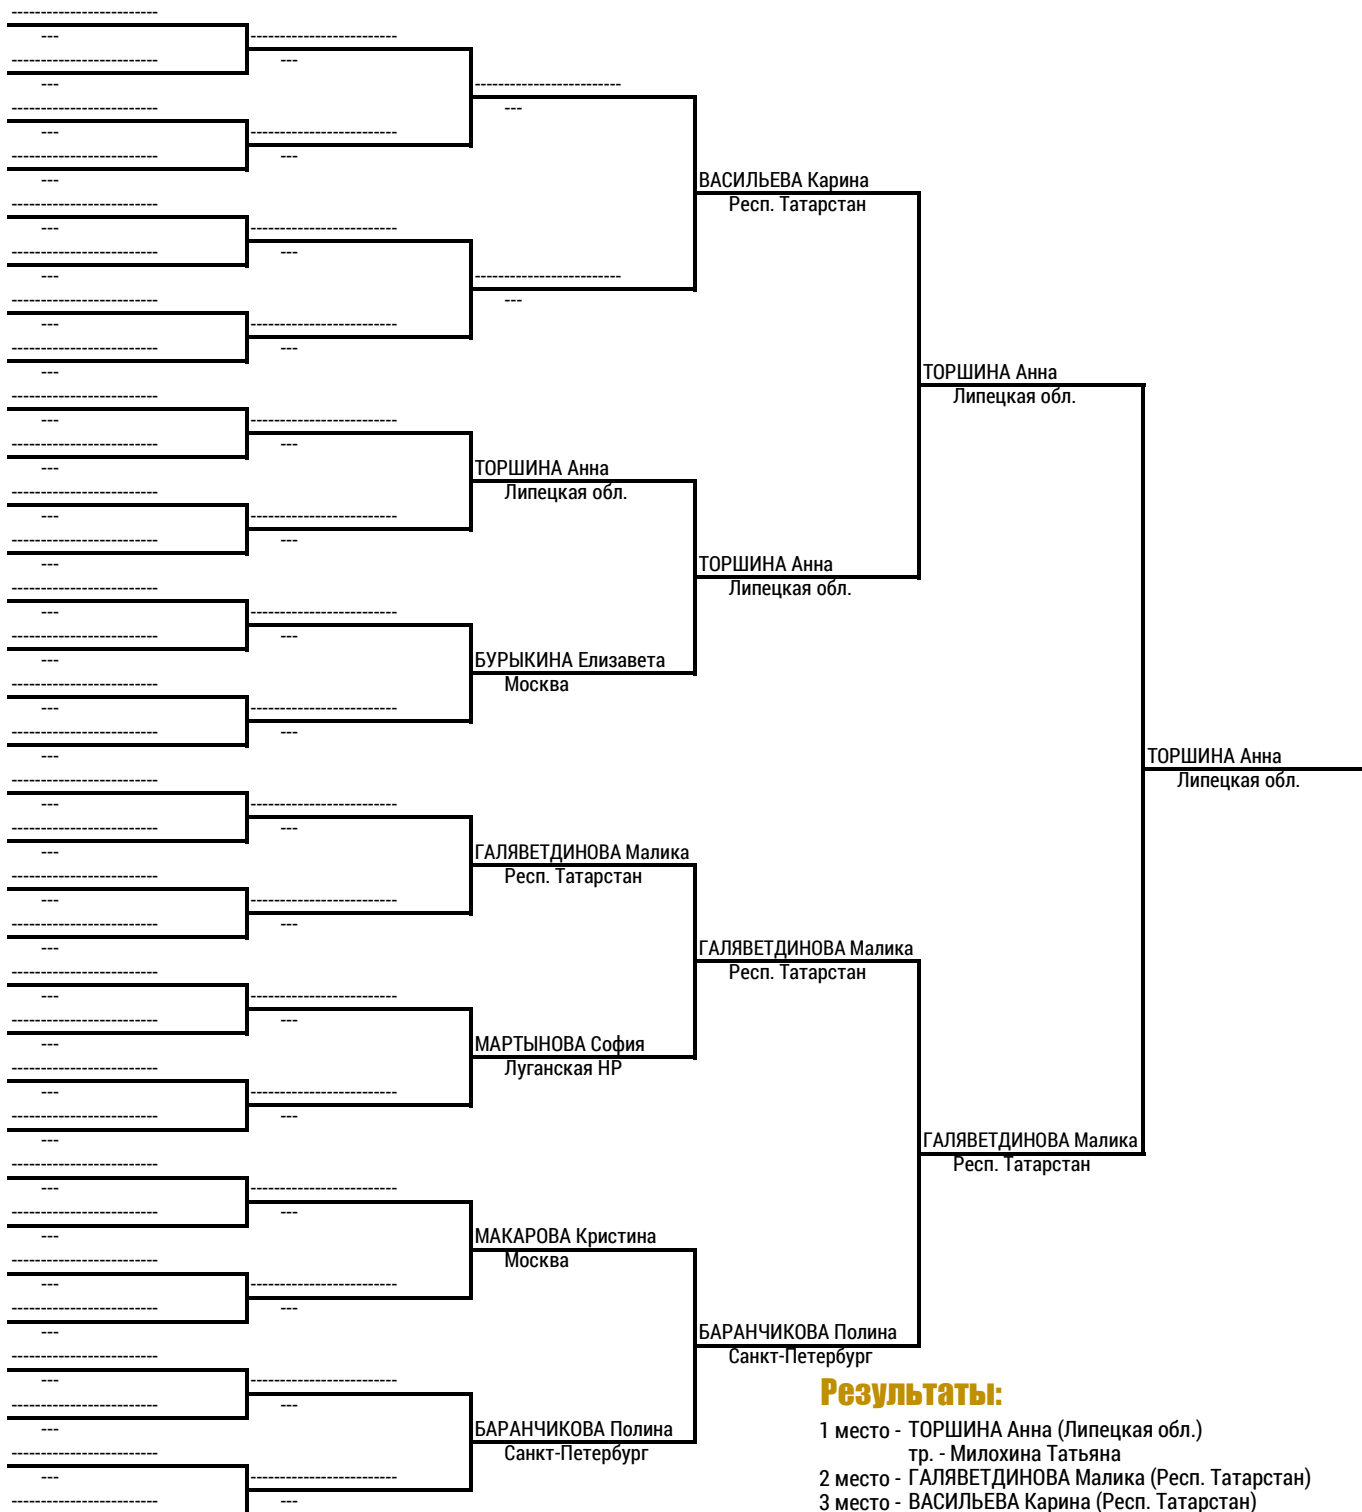 ВАСИЛЬЕВА Карина
Респ. Татарстан
ТОРШИНА Анна
Липецкая обл.
ТОРШИНА Анна
Липецкая обл.
ТОРШИНА Анна
Липецкая обл.
БУРЫКИНА Елизавета
Москва
ТОРШИНА Анна
Липецкая обл.
ГАЛЯВЕТДИНОВА Малика
Респ. Татарстан
ГАЛЯВЕТДИНОВА Малика
Респ. Татарстан
МАРТЫНОВА София
Луганская НР
ГАЛЯВЕТДИНОВА Малика
Респ. Татарстан
МАКАРОВА Кристина
Москва
БАРАНЧИКОВА Полина
Санкт-Петербург
БАРАНЧИКОВА Полина
Санкт-Петербург
Результаты:
1 место - ТОРШИНА Анна (Липецкая обл.)
тр. - Милохина Татьяна
2 место - ГАЛЯВЕТДИНОВА Малика (Респ. Татарстан)
3 место - ВАСИЛЬЕВА Карина (Респ. Татарстан)